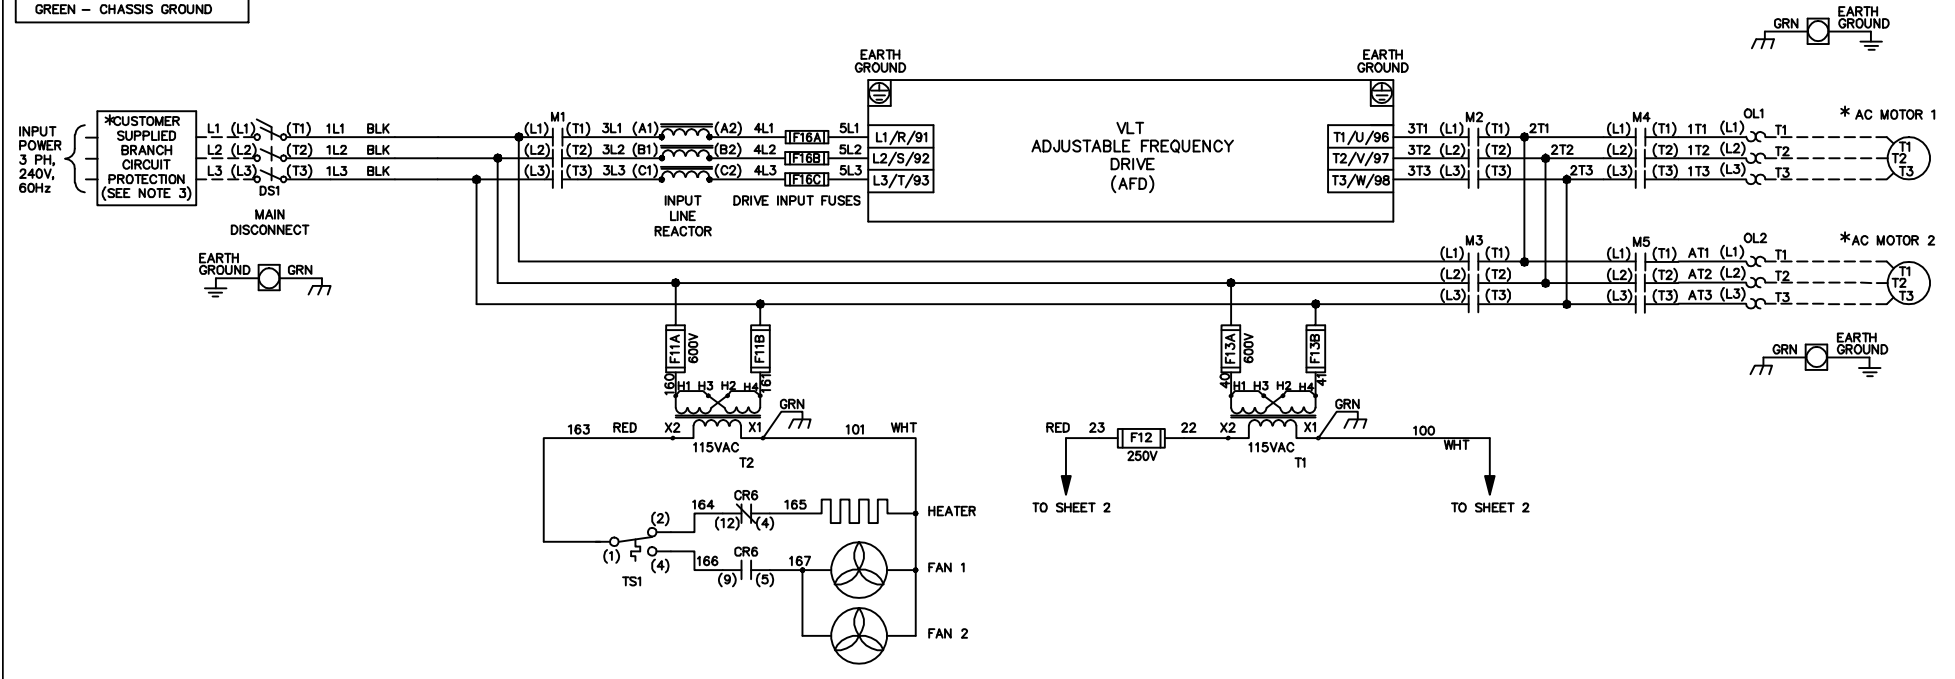 GREEN - CHASSIS GROUND
GRN
EARTH
GROUND
EARTH
GROUND
EARTH
GROUND
INPUT
POWER
3 PH,
240V,
60Hz
*CUSTOMER
SUPPLIED
BRANCH
CIRCUIT
PROTECTION
(SEE NOTE 3)
L1 (L1) (T1) 1L1 BLK
L2 (L2) (T2) 1L2 BLK
L3 (L3) (T3) 1L3 BLK
DS1
MAIN
DISCONNECT
M1
(L1) (T1) 3L1 (A1) (A2) 4L1 F16A 5L1 L1/R/91
(L2) (T2) 3L2 (B1) (B2) 4L2 F16B 5L2 L2/S/92
(L3) (T3) 3L3 (C1) (C2) 4L3 F16C 5L3 L3/T/93
INPUT
LINE
REACTOR
DRIVE INPUT FUSES
VLT
ADJUSTABLE FREQUENCY
DRIVE
(AFD)
M2 M4 OL1 * AC MOTOR 1
T1/U/96 3T1 (L1) (T1) 2T1 (L1) (T1) 1T1 (L1) T1 T1
T2/V/97 3T2 (L2) (T2) 2T2 (L2) (T2) 1T2 (L2) T2 T2
T3/W/98 3T3 (L3) (T3) 2T3 (L3) (T3) 1T3 (L3) T3 T3
EARTH
GROUND
GRN
M3 M5 OL2 *AC MOTOR 2
(L1) (T1) (L1) (T1) AT1 (L1) T1 T1
(L2) (T2) (L2) (T2) AT2 (L2) T2 T2
(L3) (T3) (L3) (T3) AT3 (L3) T3 T3
GRN
EARTH
GROUND
F11A
600V
F11B
160
161
H1 H3 H2 H4
GRN
163 RED X2 X1 101 WHT
115VAC
T2
F13A
600V
F13B
40
41
H1 H3 H2 H4
GRN
RED 23 F12 22 X2 X1 100
WHT
250V
115VAC
T1
TO SHEET 2
TO SHEET 2
CR6
164 165
(2) (12) (4)
HEATER
(1)
(4)
TS1
CR6
166 167
(9) (5)
FAN 1
FAN 2